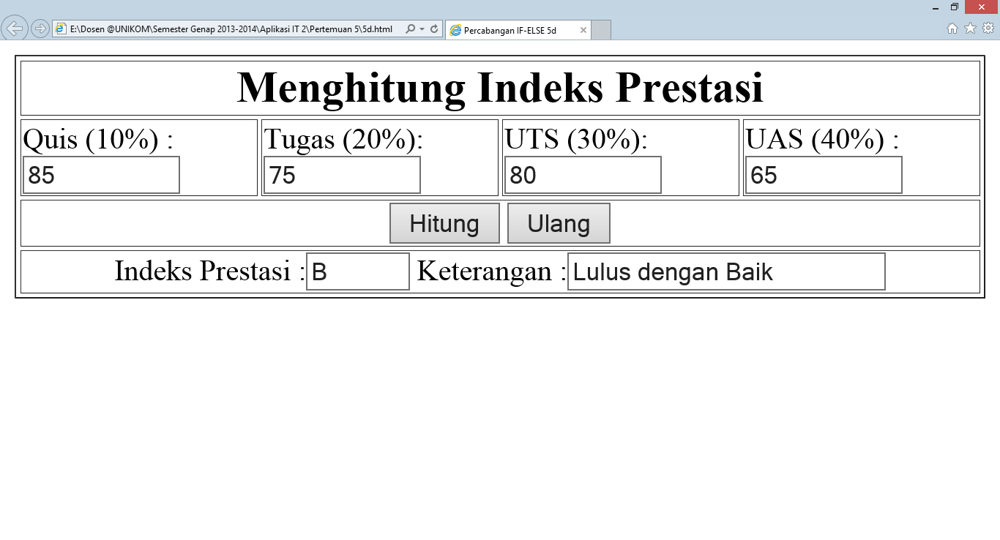 E:\Dosen @UNIKOM\Semester Genap 2013-2014\Aplikasi IT 2\Pertemuan 5\5d.html
Percabangan IF-ELSE 5d
Menghitung Indeks Prestasi
Quis (10%) : Tugas (20%): UTS (30%): UAS (40%) :
85 75 80 65
Hitung Ulang
Indeks Prestasi : B Keterangan : Lulus dengan Baik